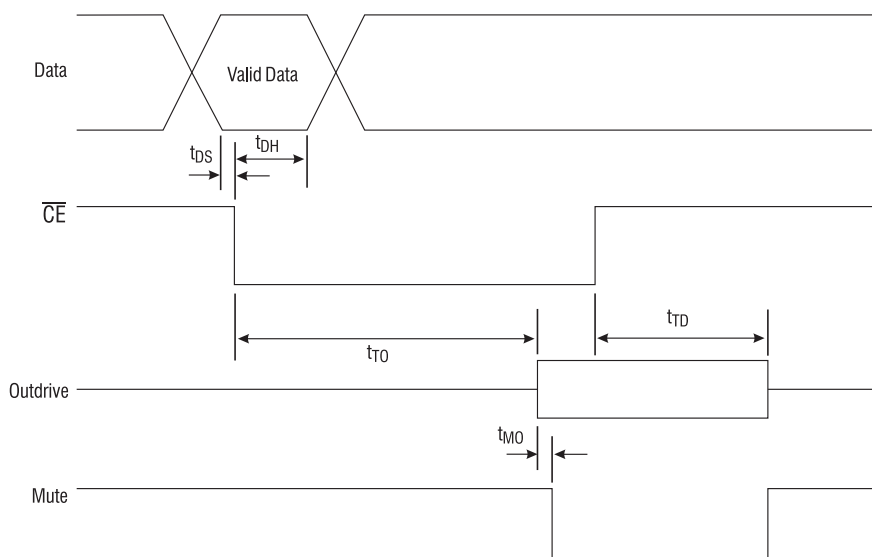 Data
Valid Data
tDS
tDH
CE
tTD
tTO
Outdrive
tMO
Mute